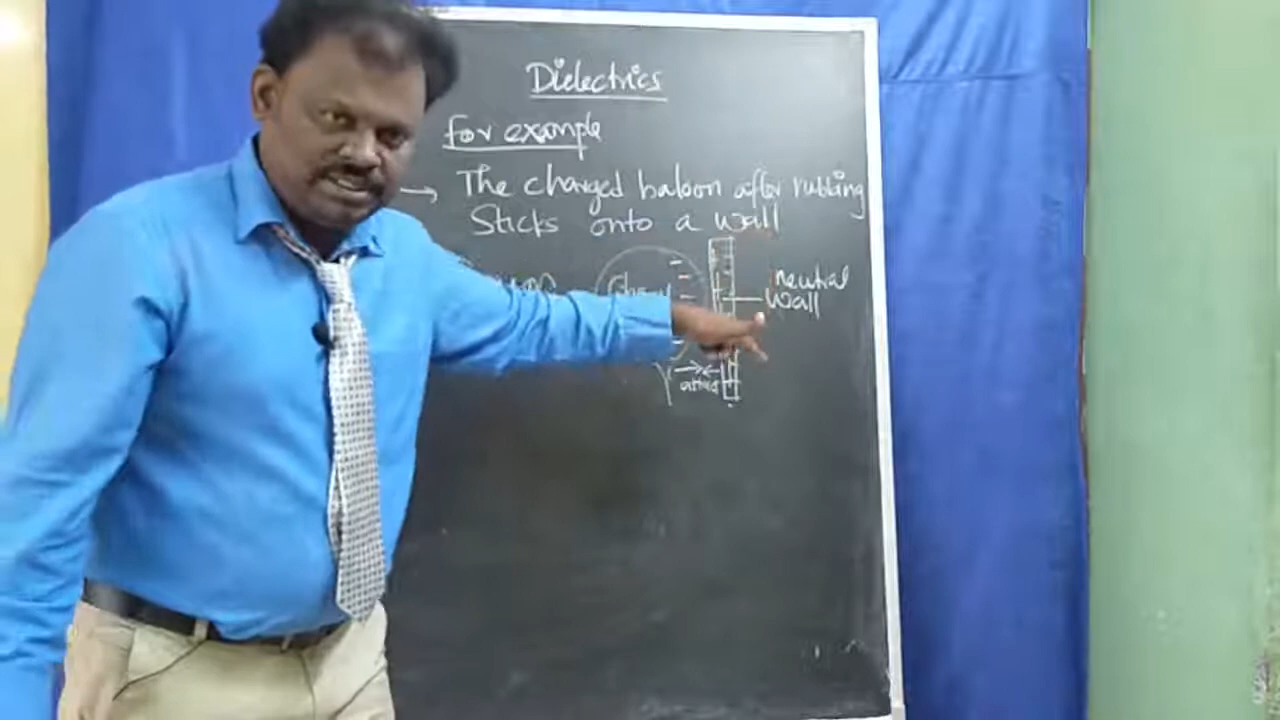 Dielectrics
For example
→ The charged baloon after rubbing
Sticks onto a wall
neutral
wall